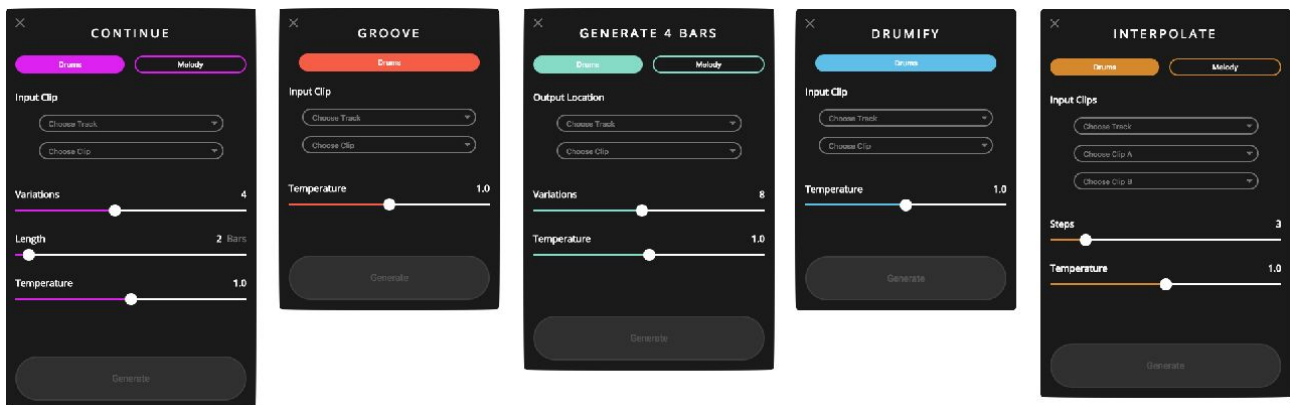 CONTINUE
Drums Melody
Input Clip
Choose Track
Choose Clip
Variations 4
Length 2 Bars
Temperature 1.0
Generate
GROOVE
Drums
Input Clip
Choose Track
Choose Clip
Temperature 1.0
Generate
GENERATE 4 BARS
Drums Melody
Output Location
Choose Track
Choose Clip
Variations 8
Temperature 1.0
Generate
DRUMIFY
Drums
Input Clip
Choose Track
Choose Clip
Temperature 1.0
Generate
INTERPOLATE
Drums Melody
Input Clips
Choose Track
Choose Clip A
Choose Clip B
Steps 3
Temperature 1.0
Generate